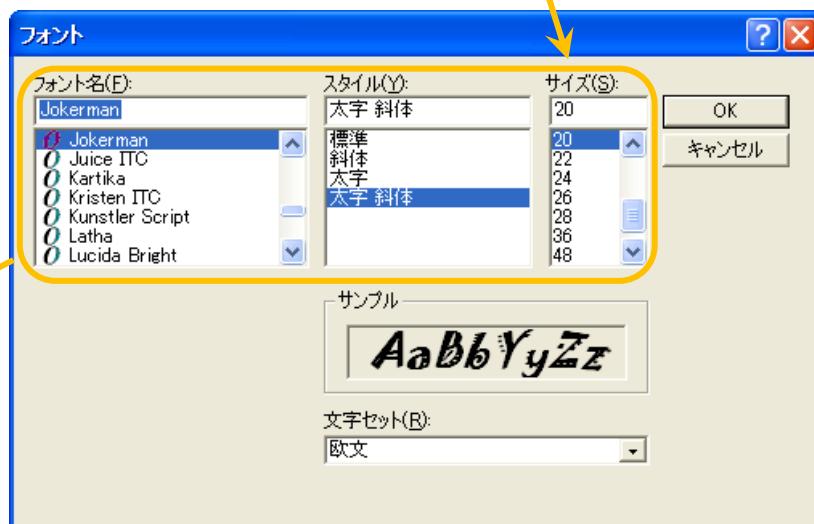 フォント
フォント名(F):
スタイル(Y):
サイズ(S):
Jokerman
太字 斜体
20
OK
キャンセル
Jokerman
Juice ITC
Kartika
Kristen ITC
Kunstler Script
Latha
Lucida Bright
標準
斜体
太字
太字 斜体
20
22
24
26
28
36
48
サンプル
AaBbYyZz
文字セット(R):
欧文